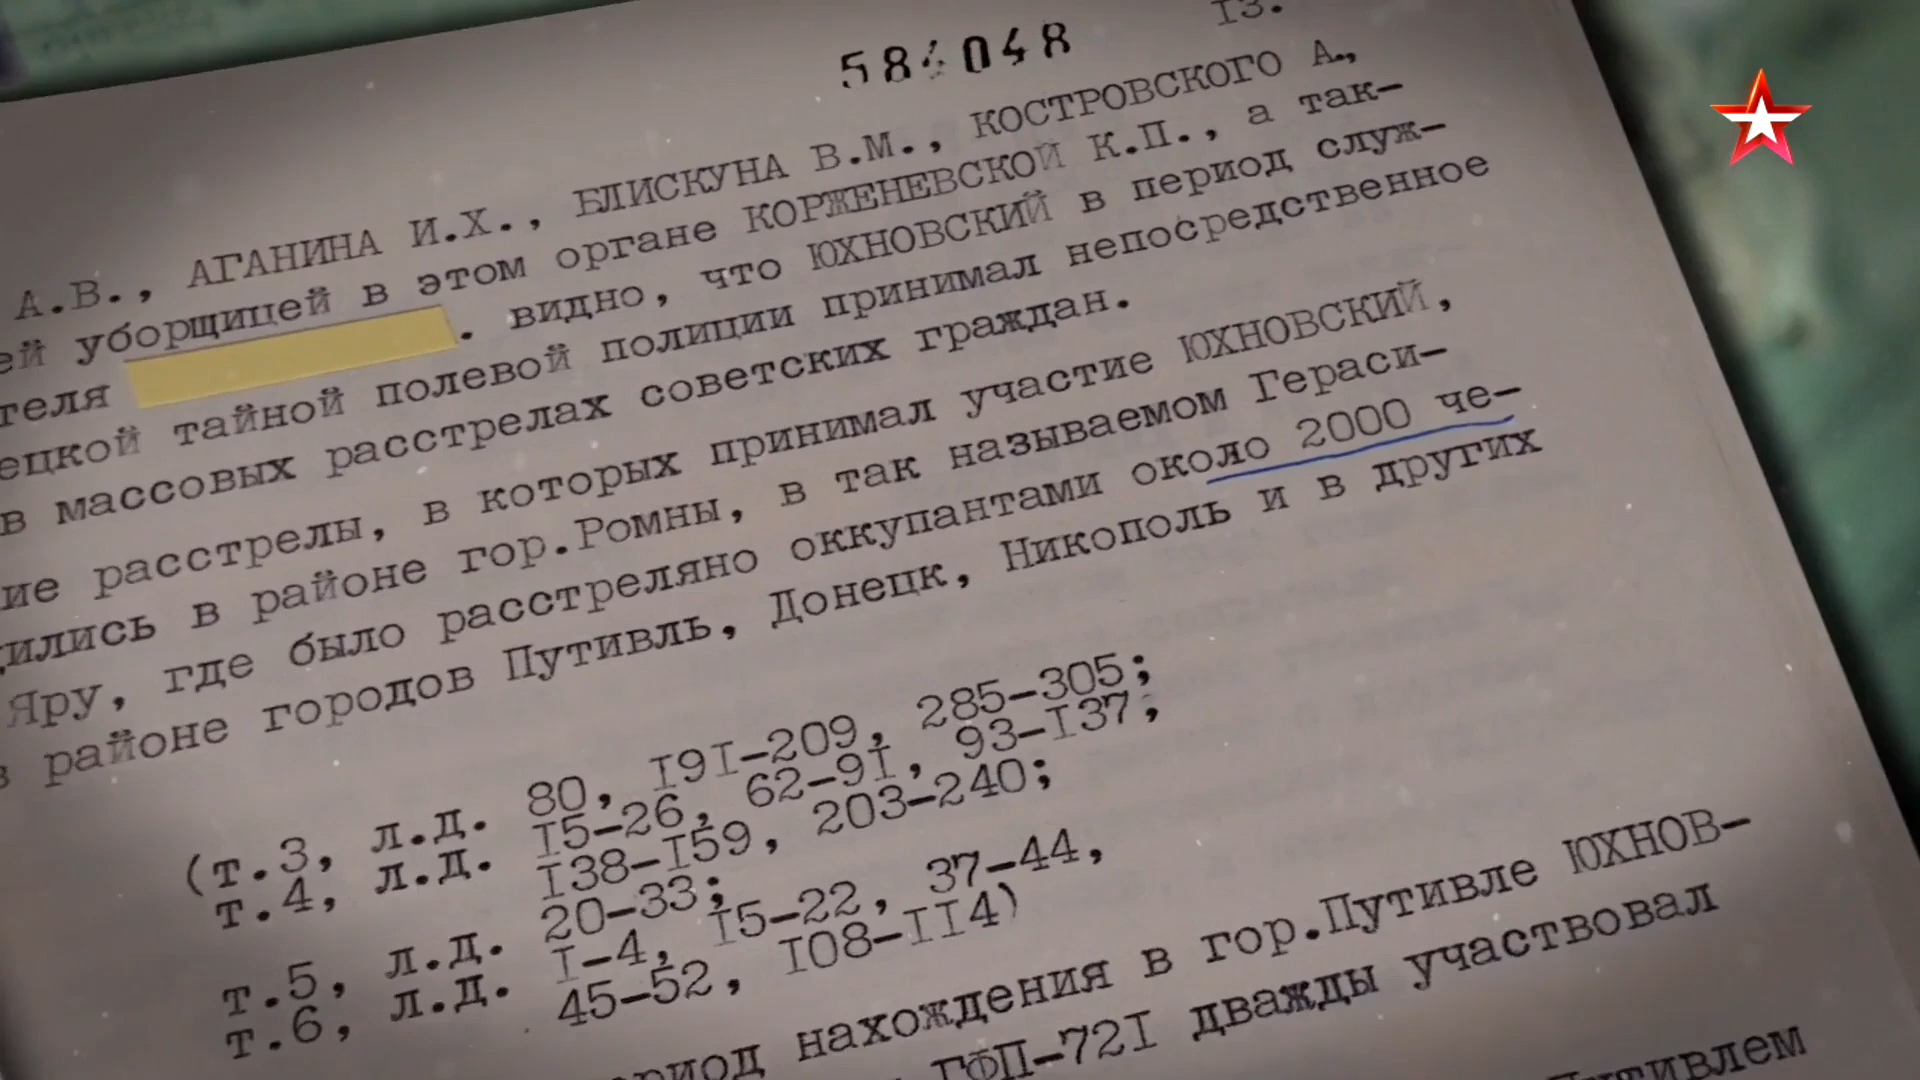 584048
13.
А.В., АГАНИНА И.Х., БЛИСКУНА В.М., КОСТРОВСКОГО А.,
ей уборщицей в этом органе КОРЖЕНЕВСКОЙ К.П., а так-
теля . видно, что ЮХНОВСКИЙ в период служ-
ецкой тайной полевой полиции принимал непосредственное
в массовых расстрелах советских граждан.
ие расстрелы, в которых принимал участие ЮХНОВСКИЙ,
дились в районе гор.Ромны, в так называемом Гераси-
Яру, где было расстреляно оккупантами около 2000 че-
в районе городов Путивль, Донецк, Никополь и в других
(т.3, л.д. 80, I9I-209, 285-305;
т.4, л.д. I5-26, 62-9I, 93-I37,
I38-I59, 203-240;
т.5, л.д. 20-33;
т.6, л.д. I-4, I5-22, 37-44,
45-52, I08-II4)
риод нахождения в гор.Путивле ЮХНОВ-
ГФП-72I дважды участвовал
Путивлем